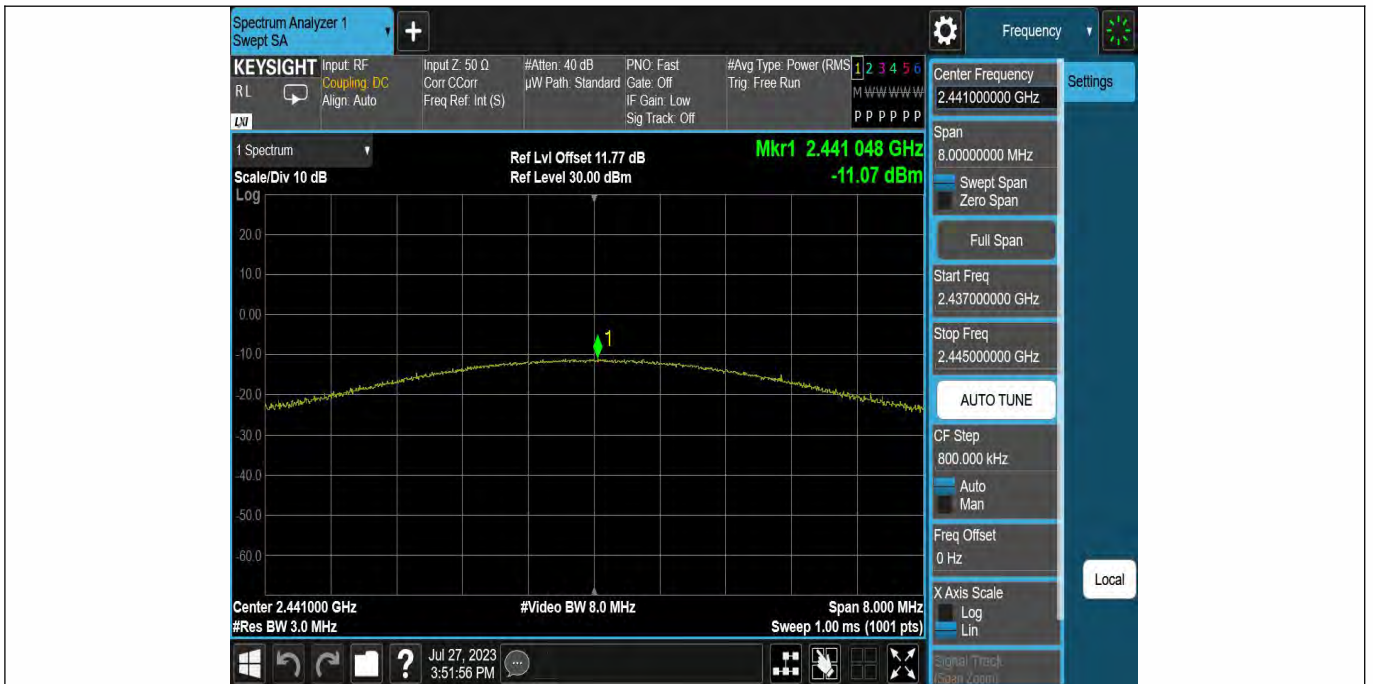 Spectrum Analyzer 1
Swept SA
+
Frequency
KEYSIGHT
RL
LXI
Input: RF
Coupling: DC
Align: Auto
Input Z: 50 Ω
Corr CCorr
Freq Ref: Int (S)
#Atten: 40 dB
µW Path: Standard
PNO: Fast
Gate: Off
IF Gain: Low
Sig Track: Off
#Avg Type: Power (RMS
Trig: Free Run
1 2 3 4 5 6
M W W W W W
P P P P P P
1 Spectrum
Scale/Div 10 dB
Ref Lvl Offset 11.77 dB
Ref Level 30.00 dBm
Mkr1 2.441 048 GHz
-11.07 dBm
Log
20.0
10.0
0.00
-10.0
-20.0
-30.0
-40.0
-50.0
-60.0
1
Center 2.441000 GHz
#Res BW 3.0 MHz
#Video BW 8.0 MHz
Span 8.000 MHz
Sweep 1.00 ms (1001 pts)
Center Frequency
2.441000000 GHz
Settings
Span
8.00000000 MHz
Swept Span
Zero Span
Full Span
Start Freq
2.437000000 GHz
Stop Freq
2.445000000 GHz
AUTO TUNE
CF Step
800.000 kHz
Auto
Man
Freq Offset
0 Hz
X Axis Scale
Log
Lin
Local
Signal Track
(Span Zoom)
?
Jul 27, 2023
3:51:56 PM